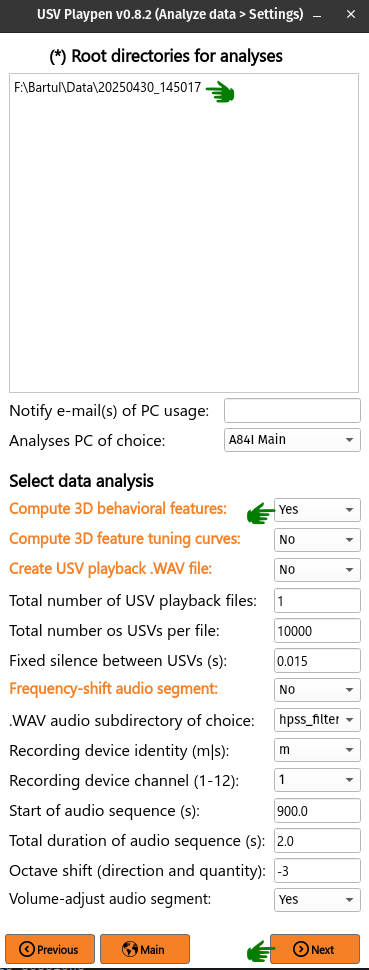 USV Playpen v0.8.2 (Analyze data > Settings)
(*) Root directories for analyses
F:\Bartul\Data\20250430_145017
Notify e-mail(s) of PC usage:
Analyses PC of choice: A84I Main
Select data analysis
Compute 3D behavioral features: Yes
Compute 3D feature tuning curves: No
Create USV playback .WAV file: No
Total number of USV playback files: 1
Total number os USVs per file: 10000
Fixed silence between USVs (s): 0.015
Frequency-shift audio segment: No
.WAV audio subdirectory of choice: hpss_filter
Recording device identity (m|s): m
Recording device channel (1-12): 1
Start of audio sequence (s): 900.0
Total duration of audio sequence (s): 2.0
Octave shift (direction and quantity): -3
Volume-adjust audio segment: Yes
Previous Main Next